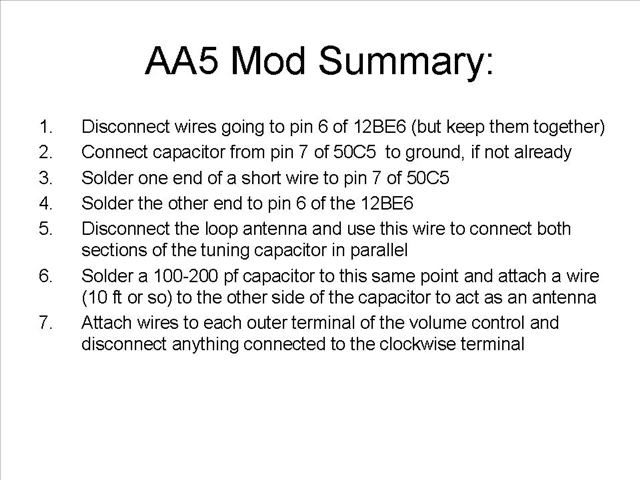 AA5 Mod Summary:
1. Disconnect wires going to pin 6 of 12BE6 (but keep them together)
2. Connect capacitor from pin 7 of 50C5 to ground, if not already
3. Solder one end of a short wire to pin 7 of 50C5
4. Solder the other end to pin 6 of the 12BE6
5. Disconnect the loop antenna and use this wire to connect both
sections of the tuning capacitor in parallel
6. Solder a 100-200 pf capacitor to this same point and attach a wire
(10 ft or so) to the other side of the capacitor to act as an antenna
7. Attach wires to each outer terminal of the volume control and
disconnect anything connected to the clockwise terminal